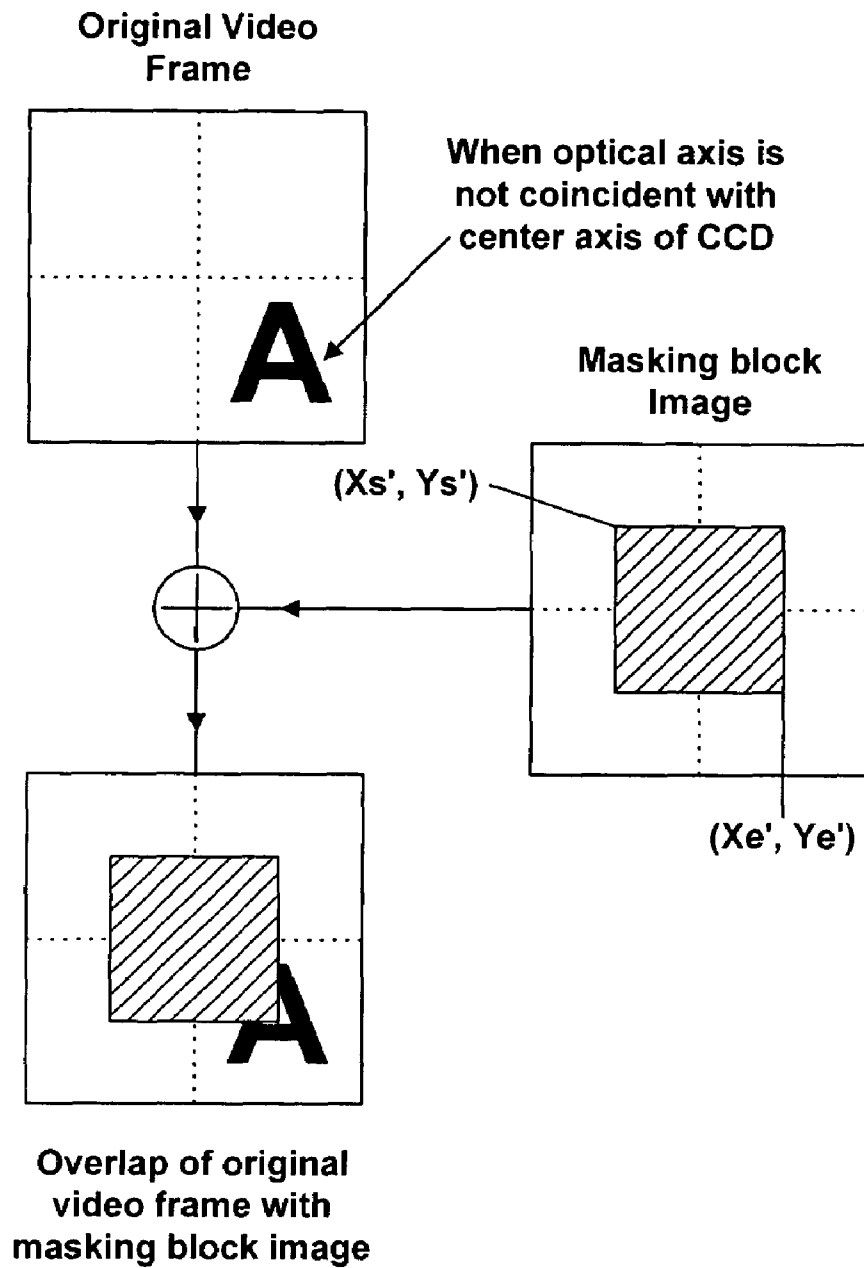 Original Video
Frame
When optical axis is
not coincident with
center axis of CCD
A
Masking block
Image
(Xs', Ys')
(Xe', Ye')
A
Overlap of original
video frame with
masking block image